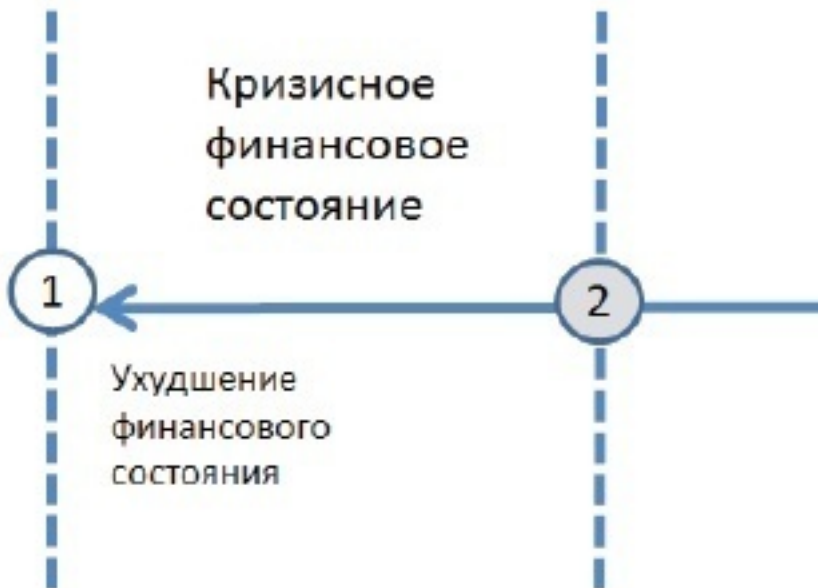 Кризисное
финансовое
состояние
1
2
Ухудшение
финансового
состояния